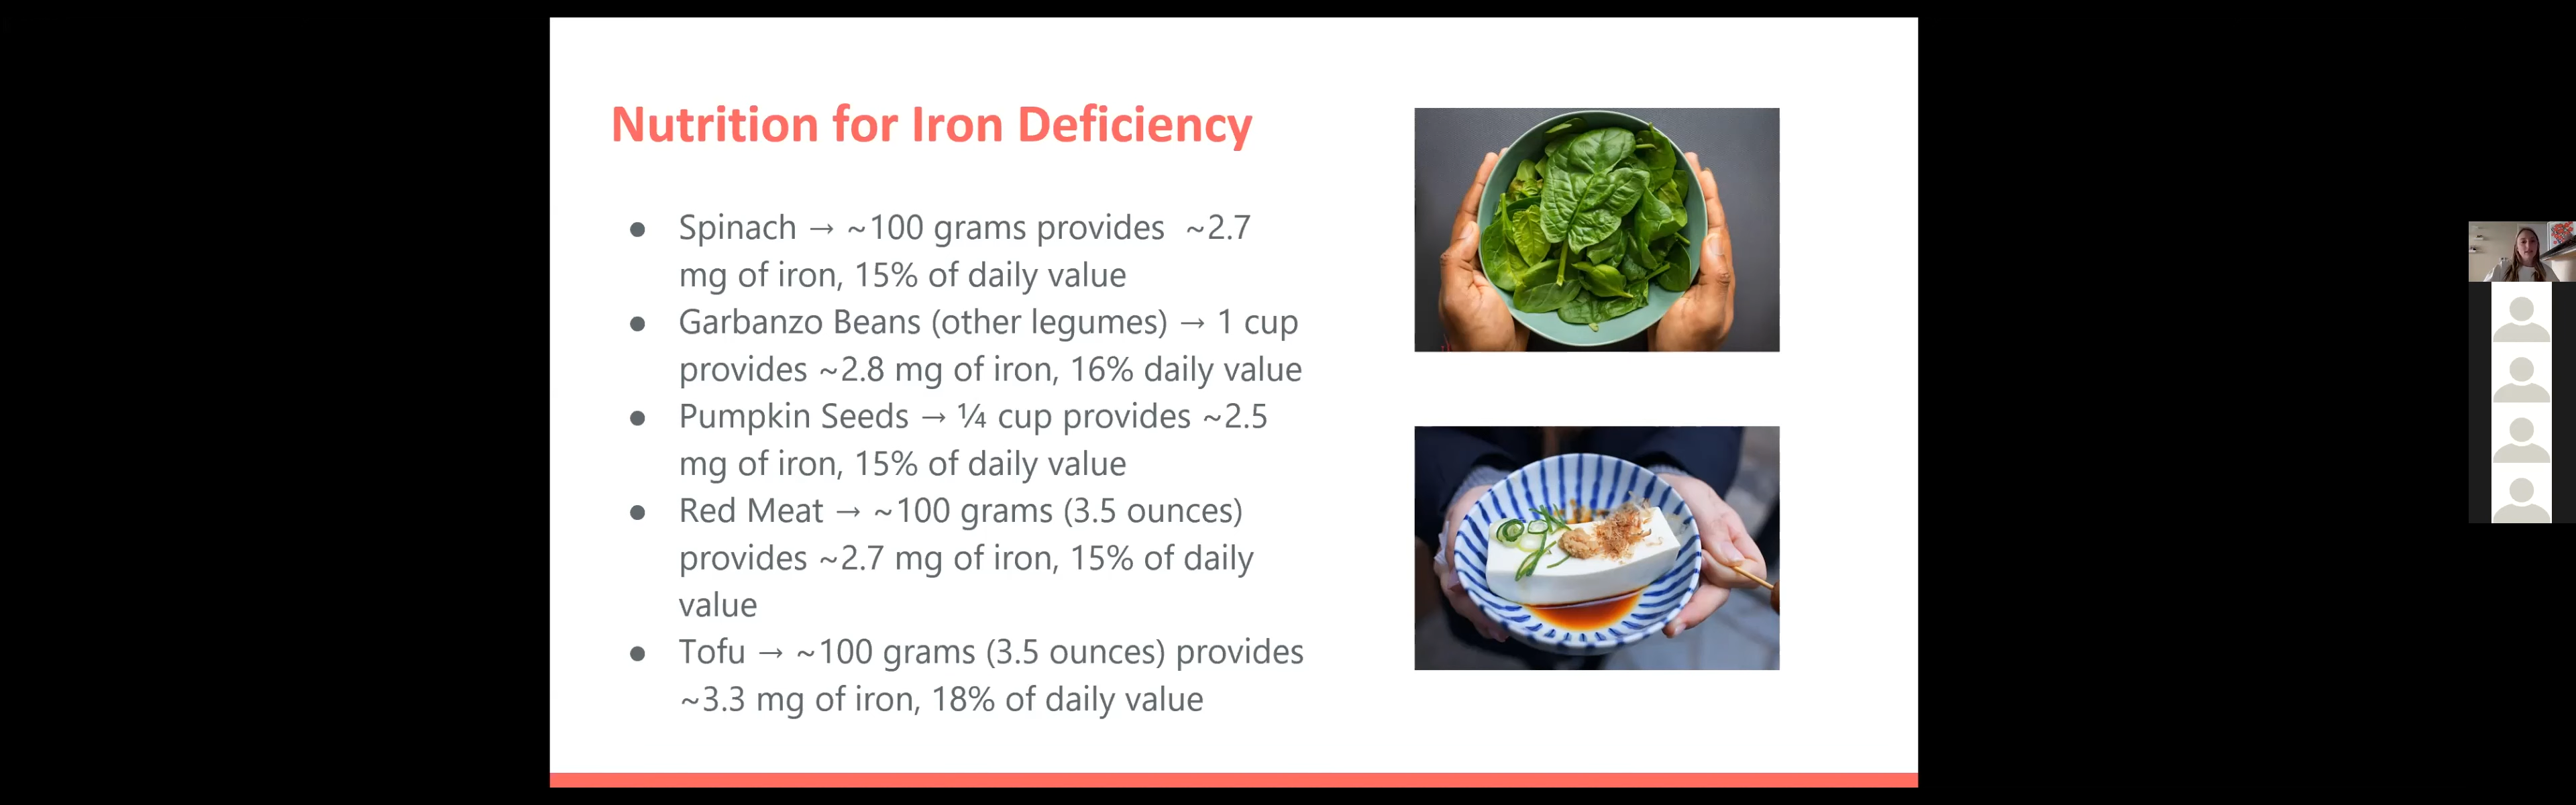 Nutrition for Iron Deficiency
● Spinach → ~100 grams provides ~2.7
mg of iron, 15% of daily value
● Garbanzo Beans (other legumes) → 1 cup
provides ~2.8 mg of iron, 16% daily value
● Pumpkin Seeds → ¼ cup provides ~2.5
mg of iron, 15% of daily value
● Red Meat → ~100 grams (3.5 ounces)
provides ~2.7 mg of iron, 15% of daily
value
● Tofu → ~100 grams (3.5 ounces) provides
~3.3 mg of iron, 18% of daily value